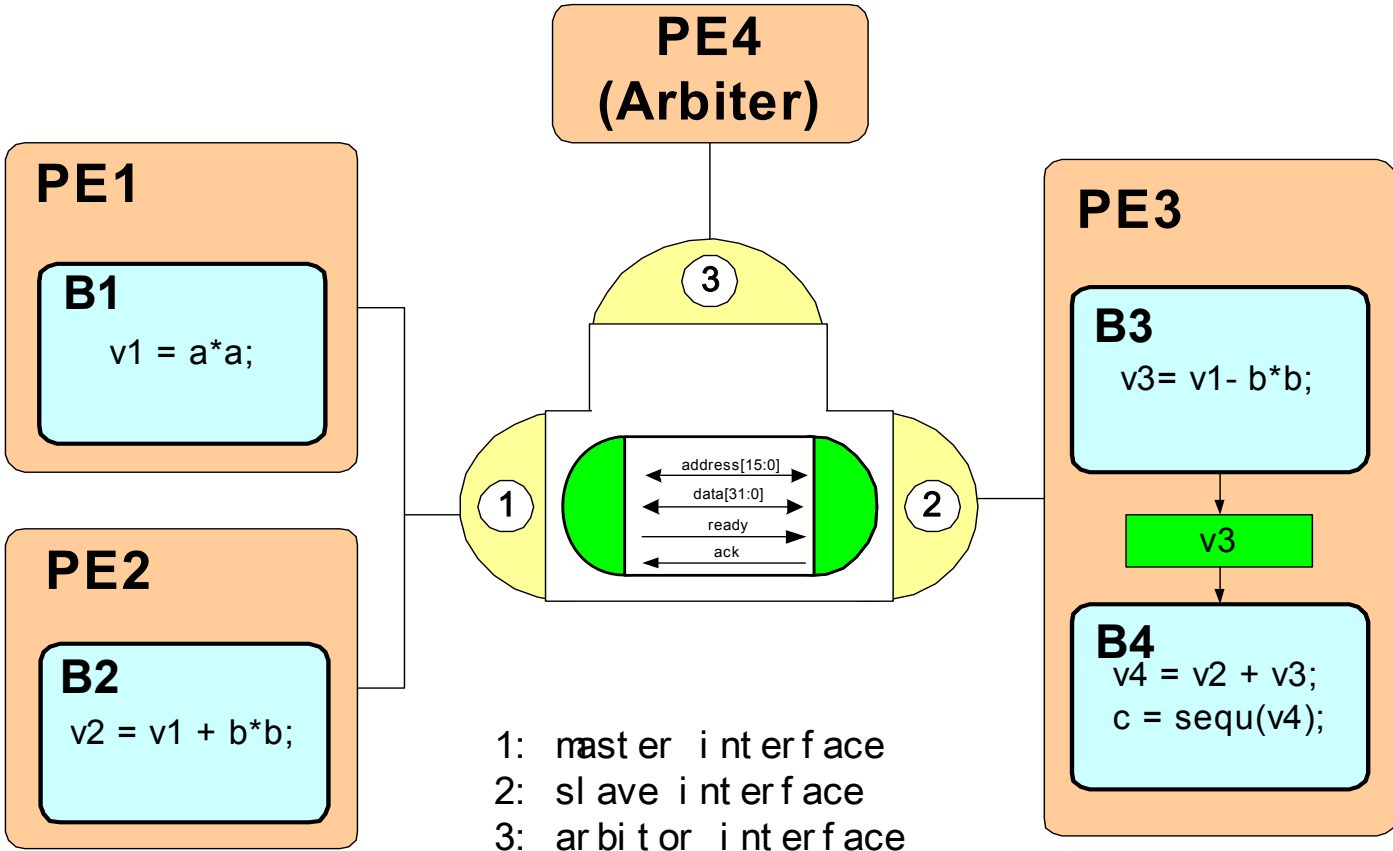 PE4
(Arbiter)
PE1
B1
v1 = a*a;
PE2
B2
v2 = v1 + b*b;
3
1
address[15:0]
data[31:0]
ready
ack
2
PE3
B3
v3= v1- b*b;
v3
B4
v4 = v2 + v3;
c = sequ(v4);
1: master interface
2: slave interface
3: arbitor interface